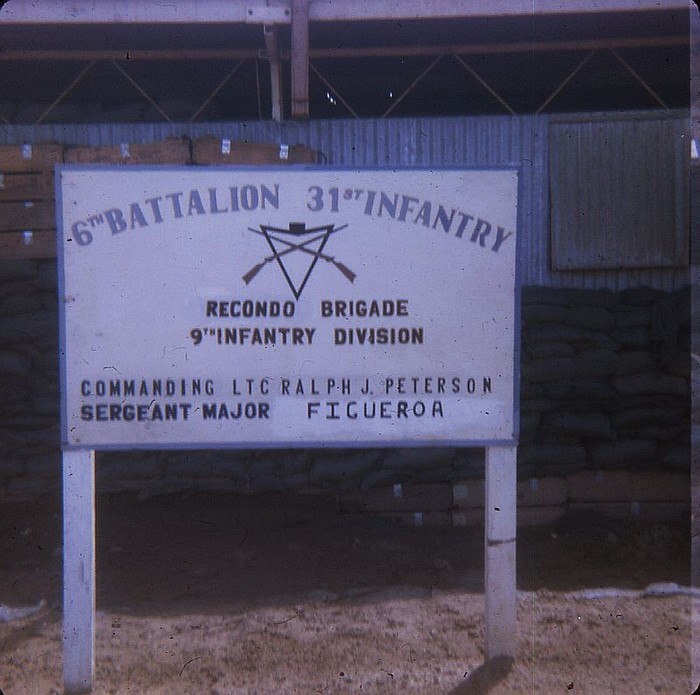 6TH BATTALION 31ST INFANTRY
RECONDO BRIGADE
9TH INFANTRY DIVISION
COMMANDING LTC RALPH J. PETERSON
SERGEANT MAJOR FIGUEROA